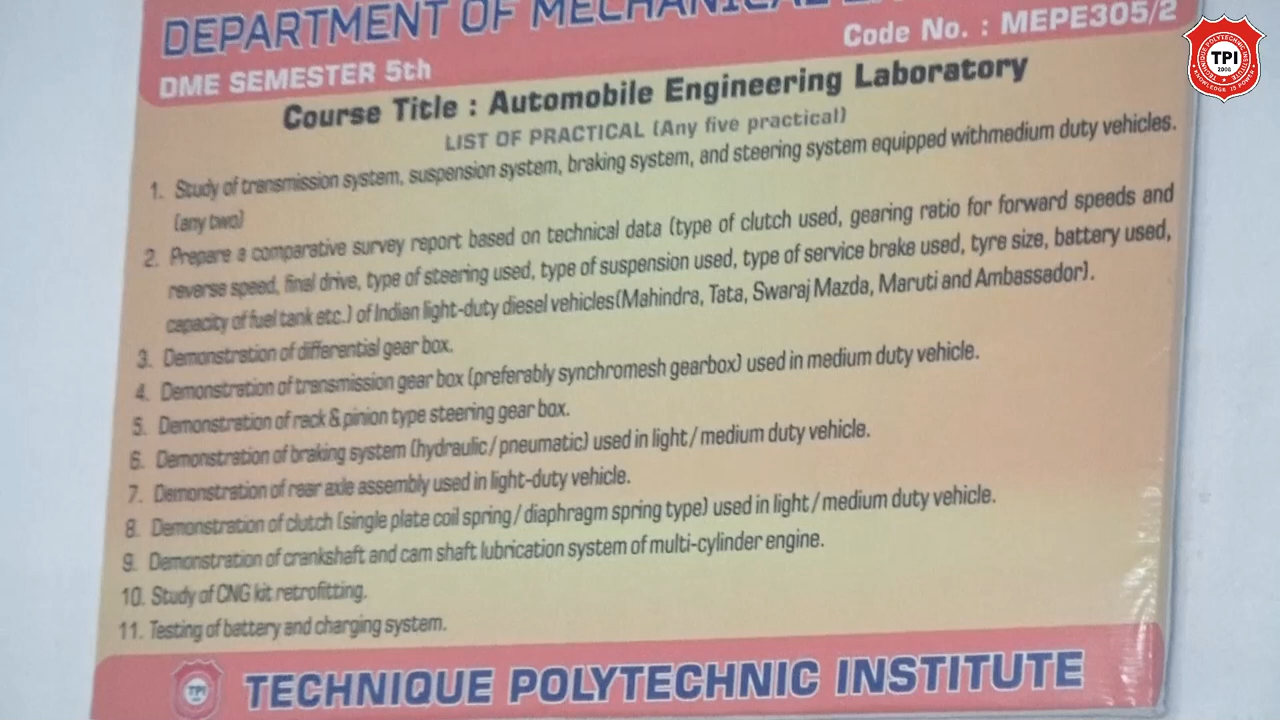 DEPARTMENT OF MECHANICAL
Code No. : MEPE305/2
DME SEMESTER 5th
Course Title : Automobile Engineering Laboratory
LIST OF PRACTICAL (Any five practical)
1. Study of transmission system, suspension system, braking system, and steering system equipped withmedium duty vehicles.
(any two)
2. Prepare a comparative survey report based on technical data (type of clutch used, gearing ratio for forward speeds and
reverse speed, final drive, type of steering used, type of suspension used, type of service brake used, tyre size, battery used,
capacity of fuel tank etc.) of Indian light-duty diesel vehicles(Mahindra, Tata, Swaraj Mazda, Maruti and Ambassador).
3. Demonstration of differential gear box.
4. Demonstration of transmission gear box (preferably synchromesh gearbox) used in medium duty vehicle.
5. Demonstration of rack & pinion type steering gear box.
6. Demonstration of braking system (hydraulic/pneumatic) used in light/medium duty vehicle.
7. Demonstration of rear axle assembly used in light-duty vehicle.
8. Demonstration of clutch (single plate coil spring/diaphragm spring type) used in light/medium duty vehicle.
9. Demonstration of crankshaft and cam shaft lubrication system of multi-cylinder engine.
10. Study of CNG kit retrofitting.
11. Testing of battery and charging system.
TPI
TECHNIQUE POLYTECHNIC INSTITUTE
TECHNIQUE POLYTECHNIC INSTITUTE
TPI
2008
KNOWLEDGE IS POWER